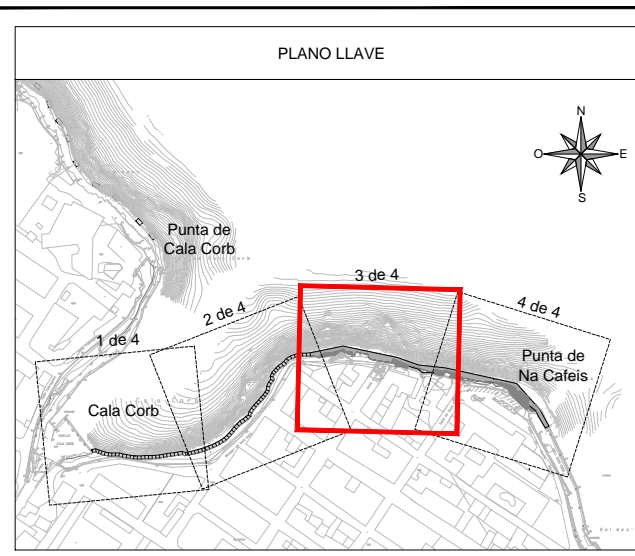 PLANO LLAVE
N
O
E
S
Punta de
Cala Corb
3 de 4
2 de 4
4 de 4
1 de 4
Punta de
Na Cafeis
Cala Corb